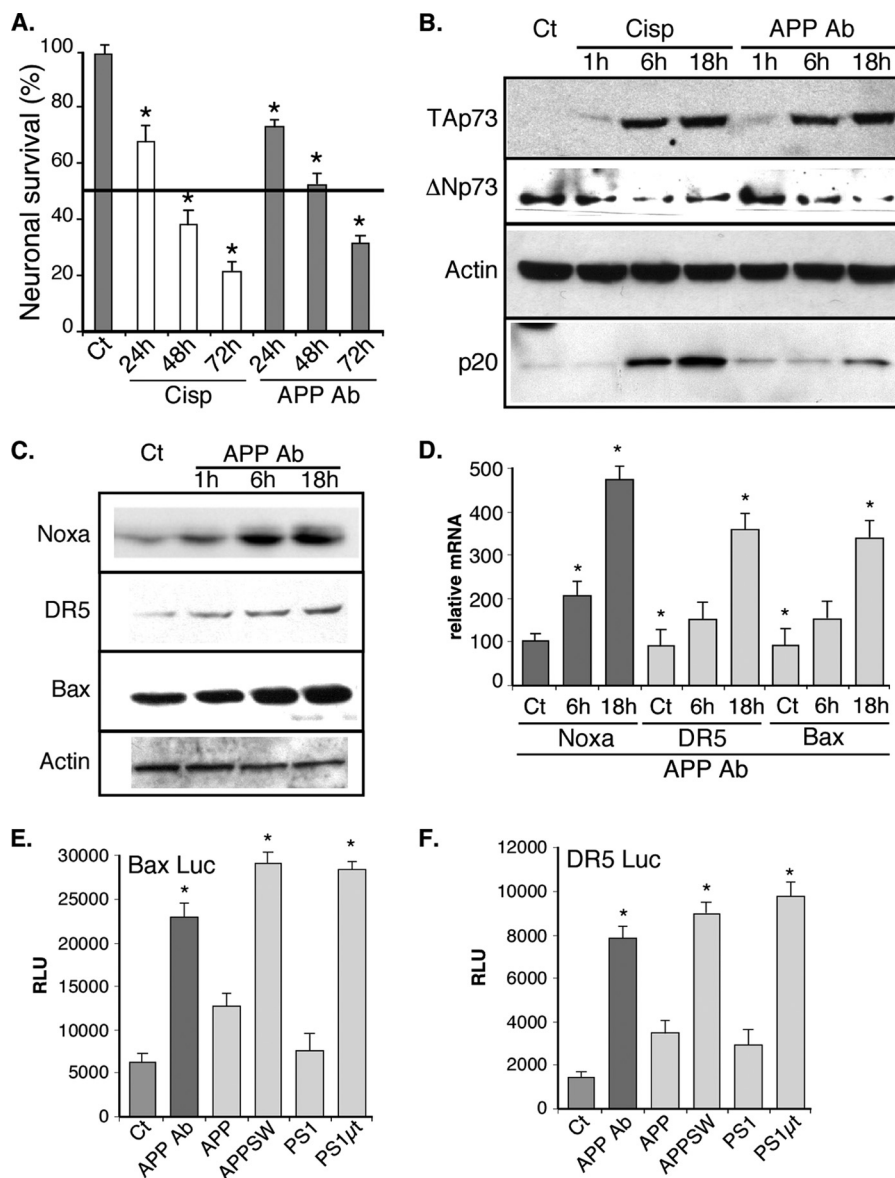 A.
Neuronal survival (%)
100
80
60
40
20
0
*
*
*
*
*
*
Ct
24h
48h
72h
24h
48h
72h
Cisp
APP Ab
B.
Ct
Cisp
APP Ab
1h 6h 18h 1h 6h 18h
TAp73
ΔNp73
Actin
p20
C.
Ct
APP Ab
1h 6h 18h
Noxa
DR5
Bax
Actin
D.
relative mRNA
500
400
300
200
100
0
*
*
*
*
*
*
Ct 6h 18h Ct 6h 18h Ct 6h 18h
Noxa DR5 Bax
APP Ab
E.
Bax Luc
RLU
30000
25000
20000
15000
10000
5000
0
*
*
*
Ct
APP Ab
APP
APPSW
PS1
PS1μt
F.
DR5 Luc
RLU
12000
10000
8000
6000
4000
2000
0
*
*
*
Ct
APP Ab
APP
APPSW
PS1
PS1μt